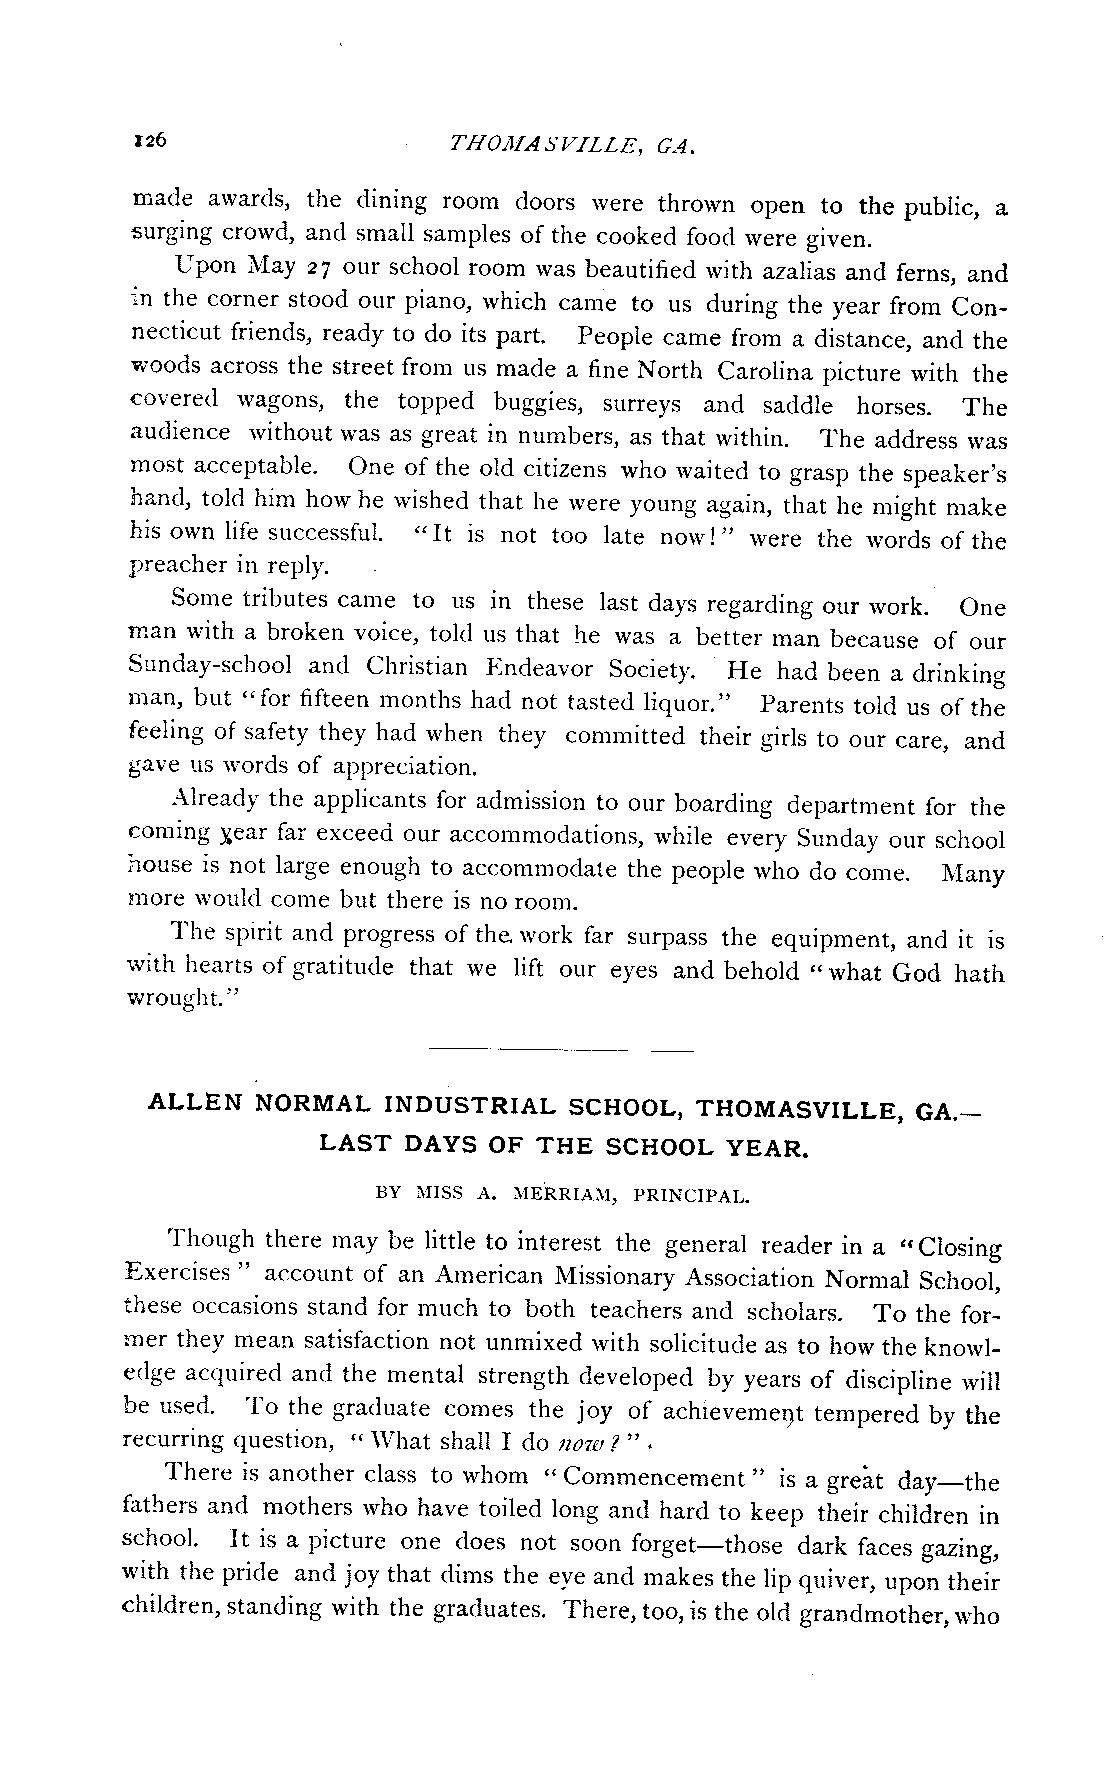 126 THOMASVILLE, GA.
made awards, the dining room doors were thrown open to the public, a
surging crowd, and small samples of the cooked food were given.
Upon May 27 our school room was beautified with azalias and ferns, and
in the corner stood our piano, which came to us during the year from Con-
necticut friends, ready to do its part. People came from a distance, and the
woods across the street from us made a fine North Carolina picture with the
covered wagons, the topped buggies, surreys and saddle horses. The
audience without was as great in numbers, as that within. The address was
most acceptable. One of the old citizens who waited to grasp the speaker's
hand, told him how he wished that he were young again, that he might make
his own life successful. "It is not too late now!" were the words of the
preacher in reply.
Some tributes came to us in these last days regarding our work. One
man with a broken voice, told us that he was a better man because of our
Sunday-school and Christian Endeavor Society. He had been a drinking
man, but "for fifteen months had not tasted liquor." Parents told us of the
feeling of safety they had when they committed their girls to our care, and
gave us words of appreciation.
Already the applicants for admission to our boarding department for the
coming year far exceed our accommodations, while every Sunday our school
house is not large enough to accommodate the people who do come. Many
more would come but there is no room.
The spirit and progress of the work far surpass the equipment, and it is
with hearts of gratitude that we lift our eyes and behold "what God hath
wrought."
ALLEN NORMAL INDUSTRIAL SCHOOL, THOMASVILLE, GA.—
LAST DAYS OF THE SCHOOL YEAR.
BY MISS A. MERRIAM, PRINCIPAL.
Though there may be little to interest the general reader in a "Closing
Exercises" account of an American Missionary Association Normal School,
these occasions stand for much to both teachers and scholars. To the for-
mer they mean satisfaction not unmixed with solicitude as to how the knowl-
edge acquired and the mental strength developed by years of discipline will
be used. To the graduate comes the joy of achievement tempered by the
recurring question, "What shall I do now?".
There is another class to whom "Commencement" is a great day—the
fathers and mothers who have toiled long and hard to keep their children in
school. It is a picture one does not soon forget—those dark faces gazing,
with the pride and joy that dims the eye and makes the lip quiver, upon their
children, standing with the graduates. There, too, is the old grandmother, who